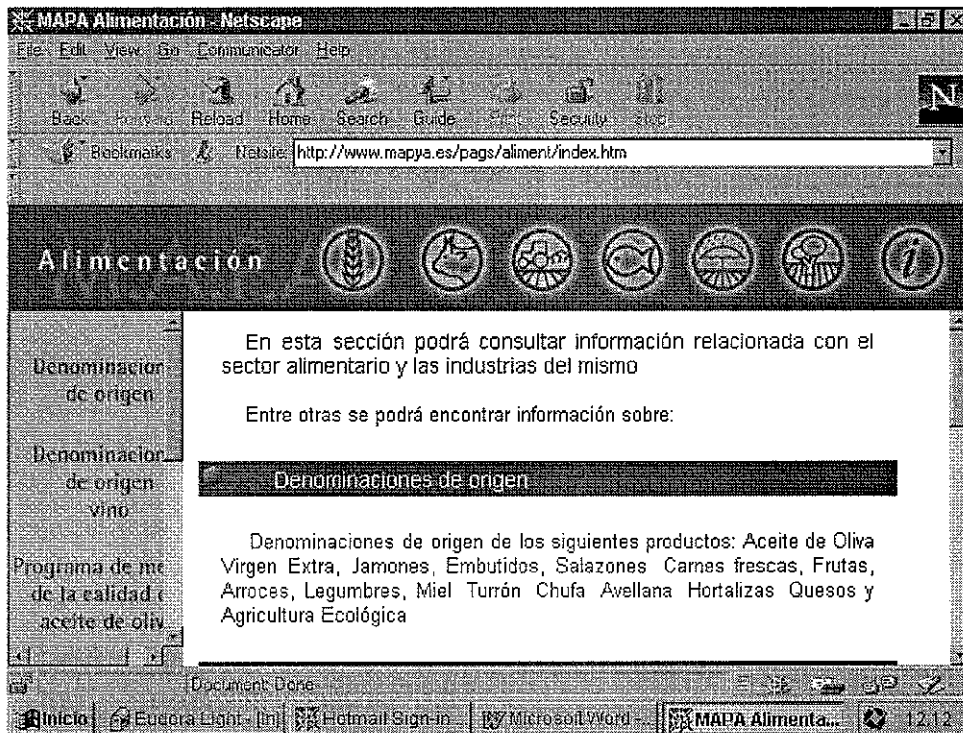 MAPA Alimentación - Netscape
File Edit View Go Communicator Help
Back Forward Reload Home Search Guide Print Security Stop
Bookmarks Netsite: http://www.mapya.es/pags/aliment/index.htm
Alimentación
Denominacion
de origen
Denominacion
de origen
vino
Programa de me
de la calidad d
aceite de oliv
En esta sección podrá consultar información relacionada con el
sector alimentario y las industrias del mismo
Entre otras se podrá encontrar información sobre:
Denominaciones de origen
Denominaciones de origen de los siguientes productos: Aceite de Oliva
Virgen Extra, Jamones, Embutidos, Salazones Carnes frescas, Frutas,
Arroces, Legumbres, Miel Turrón Chufa Avellana Hortalizas Quesos y
Agricultura Ecológica
Document: Done
Inicio Eudora Light - [In] Hotmail Sign-in... Microsoft Word -... MAPA Alimenta... 12:12